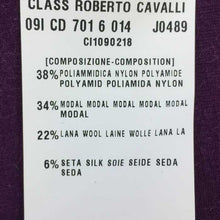 CLASS ROBERTO CAVALLI
09I CD 701 6 014 J0489
CI1090218
[COMPOSIZIONE-COMPOSITION]
38% POLIAMMIDICA NYLON POLYAMIDE
POLYAMID POLIAMIDA NYLON
34% MODAL MODAL MODAL MODAL
MODAL
22% LANA WOOL LAINE WOLLE LANA LA
6% SETA SILK SOIE SEIDE SEDA
SEDA